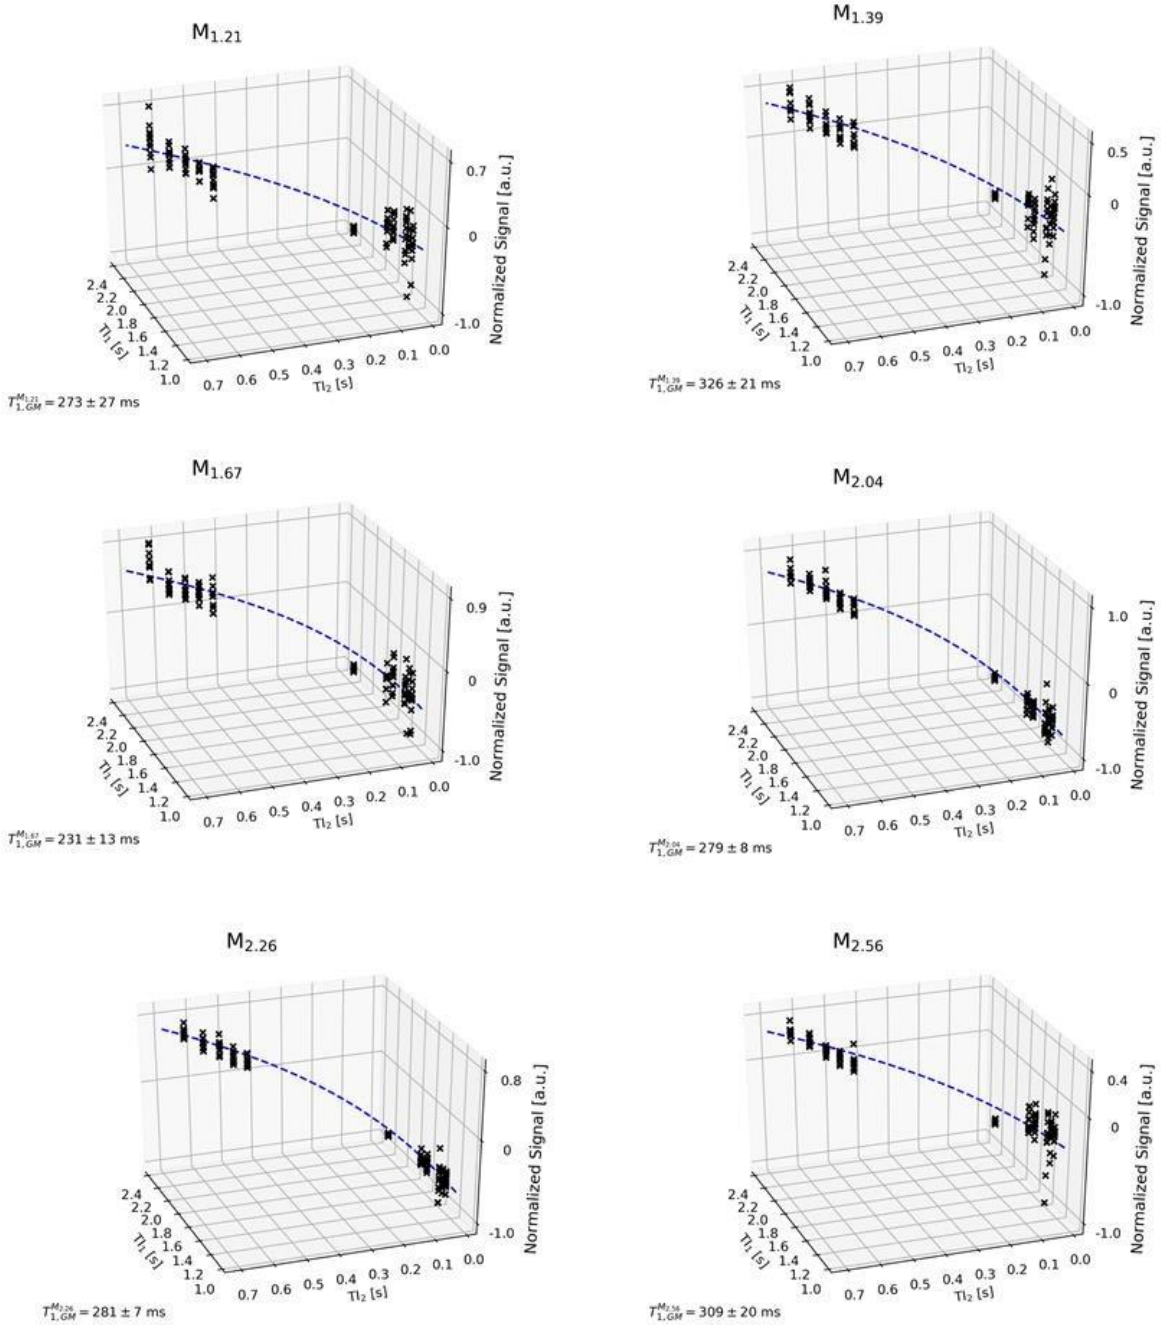 M1.21
0.7
0
-1.0
Normalized Signal [a.u.]
2.4
2.2
2.0
1.8
1.6
1.4
1.2
1.0
TI1 [s]
0.7 0.6 0.5 0.4 0.3 0.2 0.1 0.0
TI2 [s]
T1,GM^M1.21 = 273 ± 27 ms
M1.39
0.5
0
-1.0
Normalized Signal [a.u.]
2.4
2.2
2.0
1.8
1.6
1.4
1.2
1.0
TI1 [s]
0.7 0.6 0.5 0.4 0.3 0.2 0.1 0.0
TI2 [s]
T1,GM^M1.39 = 326 ± 21 ms
M1.67
0.9
0
-1.0
Normalized Signal [a.u.]
2.4
2.2
2.0
1.8
1.6
1.4
1.2
1.0
TI1 [s]
0.7 0.6 0.5 0.4 0.3 0.2 0.1 0.0
TI2 [s]
T1,GM^M1.67 = 231 ± 13 ms
M2.04
1.0
0
-1.0
Normalized Signal [a.u.]
2.4
2.2
2.0
1.8
1.6
1.4
1.2
1.0
TI1 [s]
0.7 0.6 0.5 0.4 0.3 0.2 0.1 0.0
TI2 [s]
T1,GM^M2.04 = 279 ± 8 ms
M2.26
0.8
0
-1.0
Normalized Signal [a.u.]
2.4
2.2
2.0
1.8
1.6
1.4
1.2
1.0
TI1 [s]
0.7 0.6 0.5 0.4 0.3 0.2 0.1 0.0
TI2 [s]
T1,GM^M2.26 = 281 ± 7 ms
M2.56
0.4
0
-1.0
Normalized Signal [a.u.]
2.4
2.2
2.0
1.8
1.6
1.4
1.2
1.0
TI1 [s]
0.7 0.6 0.5 0.4 0.3 0.2 0.1 0.0
TI2 [s]
T1,GM^M2.56 = 309 ± 20 ms